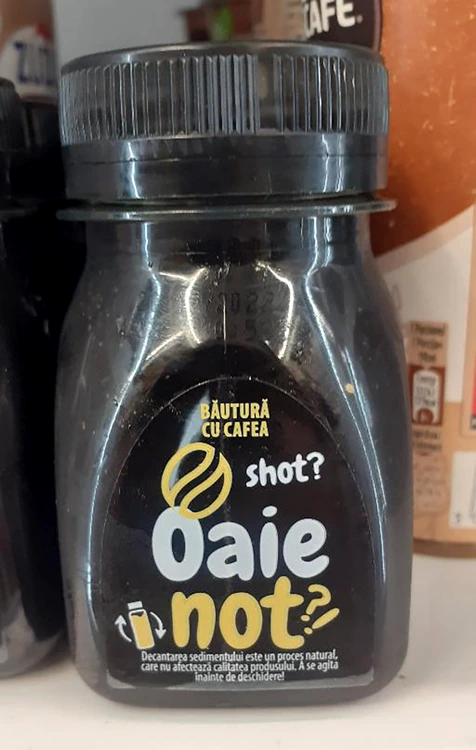 CAFE
BĂUTURĂ
CU CAFEA
shot?
Oaie
not?!
Decantarea sedimentului este un proces natural,
care nu afectează calitatea produsului. A se agita
înainte de deschidere!